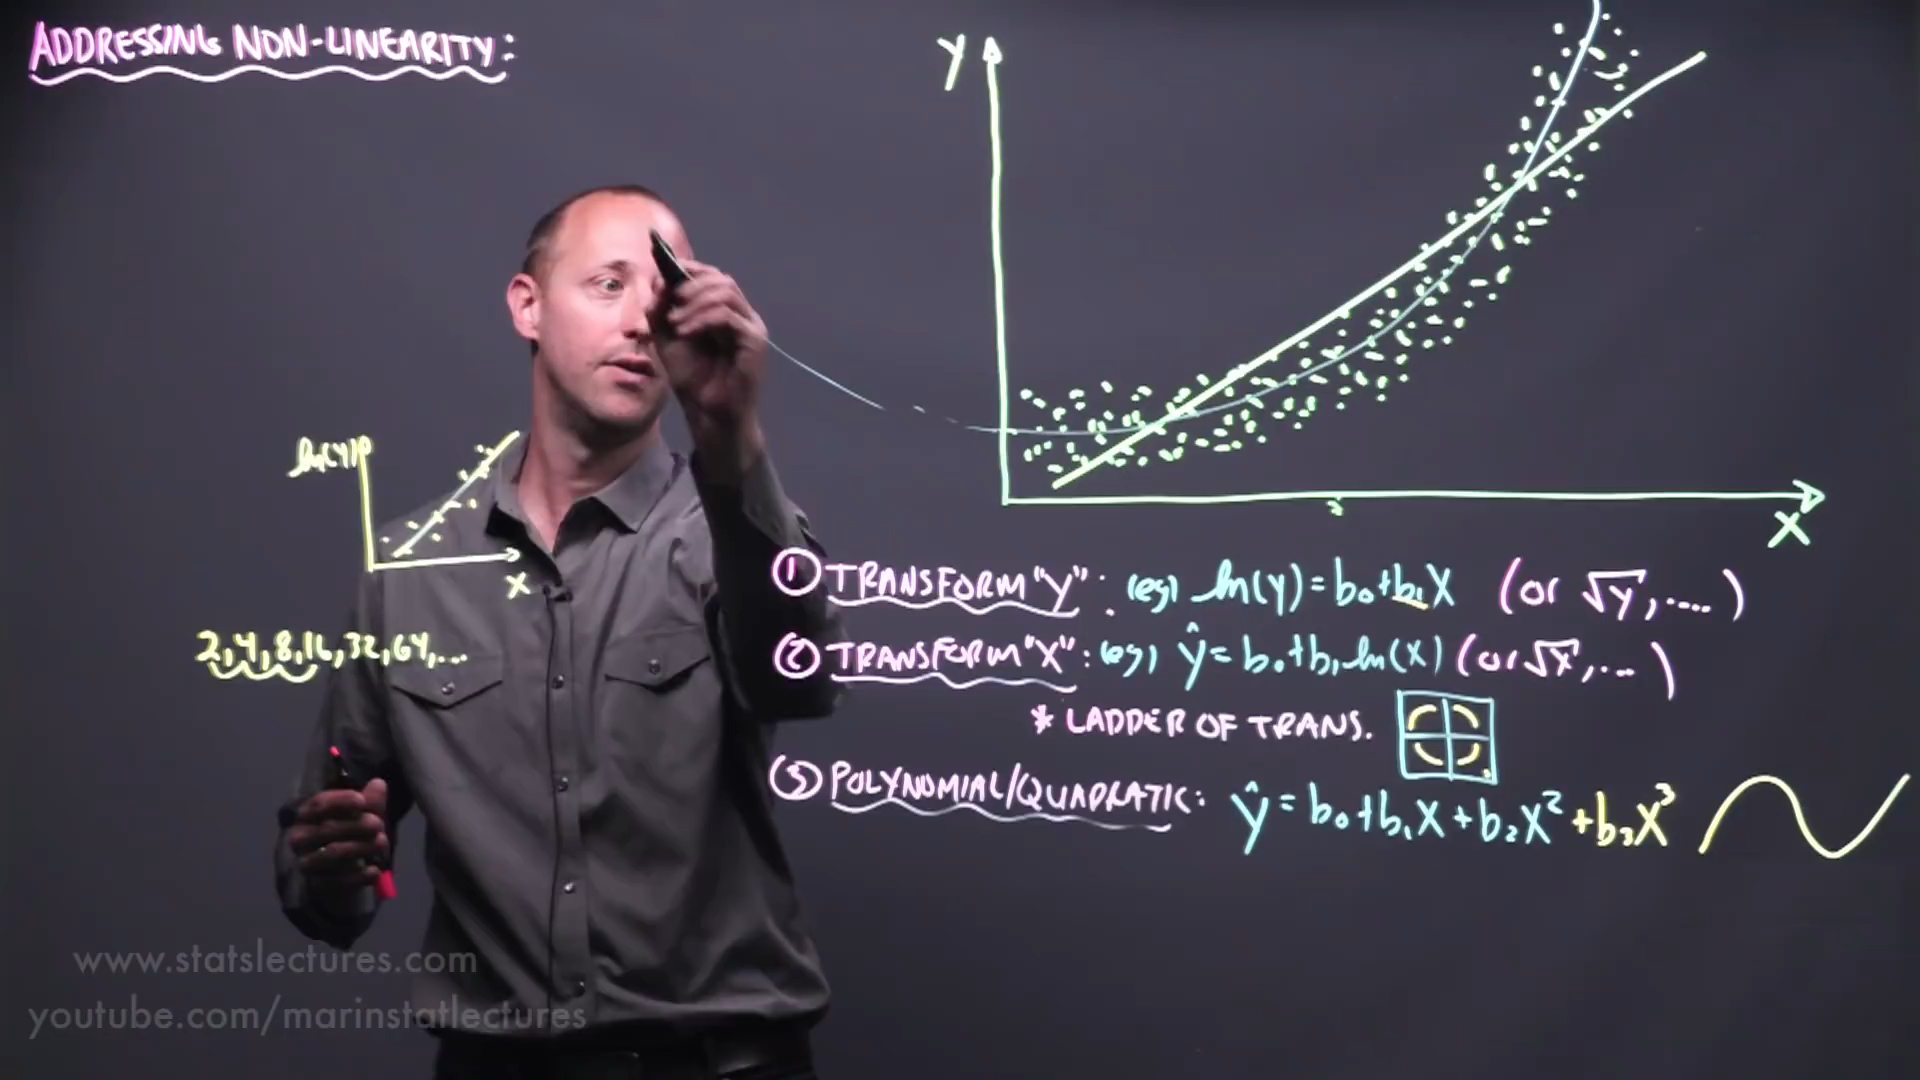 ADDRESSING NON-LINEARITY:
Y
X
ln(Y)
X
2, 4, 8, 16, 32, 64, ...
① TRANSFORM "Y": (eg) ln(y) = b₀+b₁X (or √y, ....)
② TRANSFORM "X": (eg) ŷ = b₀+b₁ln(x) (or √x, ...)
* LADDER OF TRANS.
③ POLYNOMIAL/QUADRATIC: ŷ = b₀+b₁X+b₂X²+b₃X³
www.statslectures.com
youtube.com/marinstatlectures